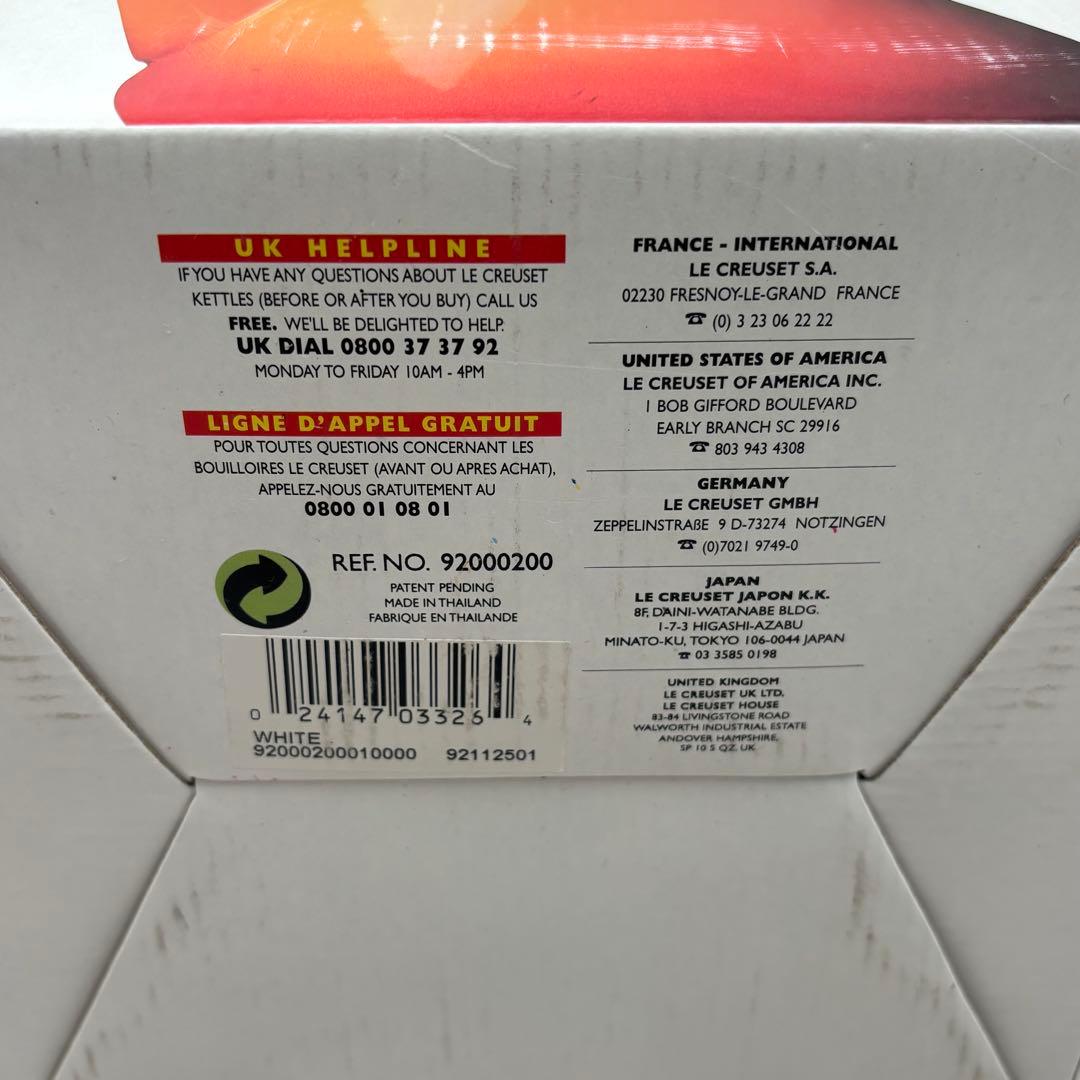 UK HELPLINE
IF YOU HAVE ANY QUESTIONS ABOUT LE CREUSET
KETTLES (BEFORE OR AFTER YOU BUY) CALL US
FREE. WE'LL BE DELIGHTED TO HELP.
UK DIAL 0800 37 37 92
MONDAY TO FRIDAY 10AM - 4PM
LIGNE D'APPEL GRATUIT
POUR TOUTES QUESTIONS CONCERNANT LES
BOUILLOIRES LE CREUSET (AVANT OU APRES ACHAT),
APPELEZ-NOUS GRATUITEMENT AU
0800 01 08 01
REF. NO. 92000200
PATENT PENDING
MADE IN THAILAND
FABRIQUE EN THAILANDE
0 24147 03326 4
WHITE
92000200010000 92112501
FRANCE - INTERNATIONAL
LE CREUSET S.A.
02230 FRESNOY-LE-GRAND FRANCE
☎ (0) 3 23 06 22 22
UNITED STATES OF AMERICA
LE CREUSET OF AMERICA INC.
1 BOB GIFFORD BOULEVARD
EARLY BRANCH SC 29916
☎ 803 943 4308
GERMANY
LE CREUSET GMBH
ZEPPELINSTRAßE 9 D-73274 NOTZINGEN
☎ (0)7021 9749-0
JAPAN
LE CREUSET JAPON K.K.
8F, DAINI-WATANABE BLDG.
1-7-3 HIGASHI-AZABU
MINATO-KU, TOKYO 106-0044 JAPAN
☎ 03 3585 0198
UNITED KINGDOM
LE CREUSET UK LTD.
LE CREUSET HOUSE
83-84 LIVINGSTONE ROAD
WALWORTH INDUSTRIAL ESTATE
ANDOVER HAMPSHIRE,
SP 10 5 QZ. UK